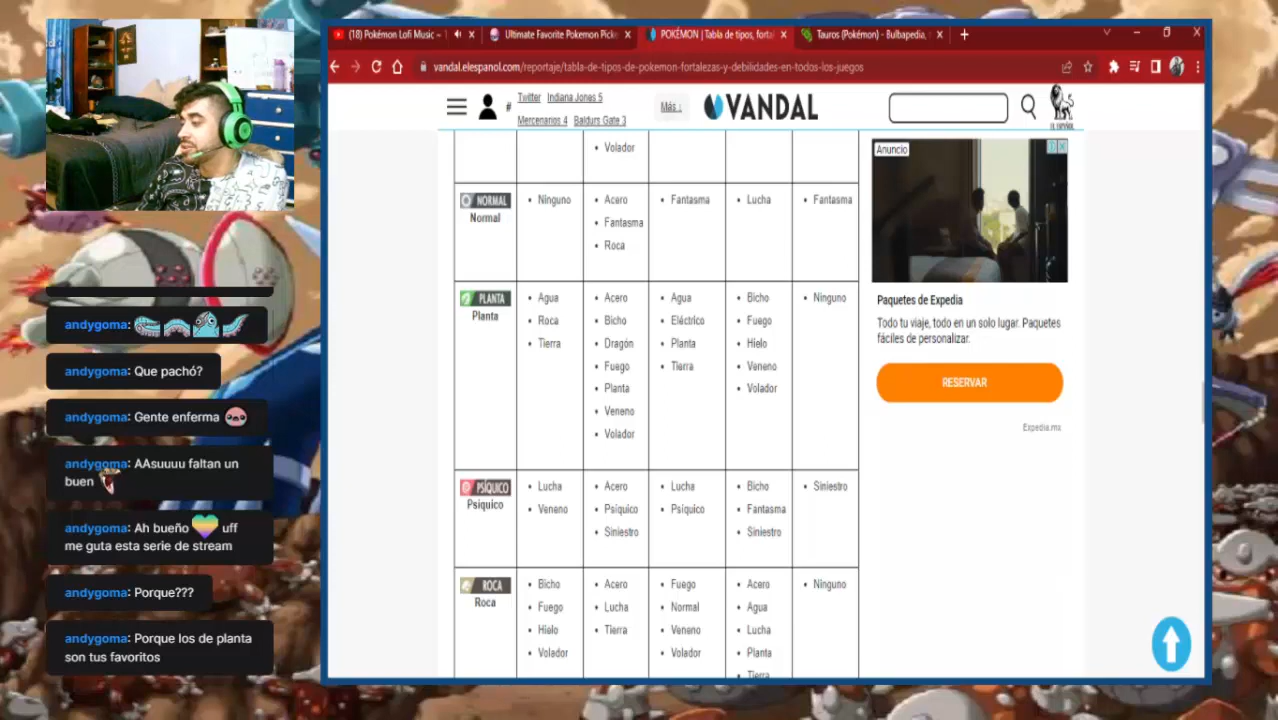 (18) Pokémon Lofi Music ~ Ultimate Favorite Pokemon Picke POKÉMON | Tabla de tipos, fortal Tauros (Pokémon) - Bulbapedia,
vandal.elespanol.com/reportaje/tabla-de-tipos-de-pokemon-fortalezas-y-debilidades-en-todos-los-juegos
# Twitter Indiana Jones 5
Mercenarios 4 Baldurs Gate 3
Más ↓
VANDAL
EL ESPAÑOL
• Volador
NORMAL
Normal
• Ninguno
• Acero
• Fantasma
• Roca
• Fantasma
• Lucha
• Fantasma
PLANTA
Planta
• Agua
• Roca
• Tierra
• Acero
• Bicho
• Dragón
• Fuego
• Planta
• Veneno
• Volador
• Agua
• Eléctrico
• Planta
• Tierra
• Bicho
• Fuego
• Hielo
• Veneno
• Volador
• Ninguno
PSÍQUICO
Psíquico
• Lucha
• Veneno
• Acero
• Psíquico
• Siniestro
• Lucha
• Psíquico
• Bicho
• Fantasma
• Siniestro
• Siniestro
ROCA
Roca
• Bicho
• Fuego
• Hielo
• Volador
• Acero
• Lucha
• Tierra
• Fuego
• Normal
• Veneno
• Volador
• Acero
• Agua
• Lucha
• Planta
• Tierra
• Ninguno
Anuncio
Paquetes de Expedia
Todo tu viaje, todo en un solo lugar. Paquetes
fáciles de personalizar.
RESERVAR
Expedia.mx
andygoma:
andygoma: Que pachó?
andygoma: Gente enferma
andygoma: AAsuuuu faltan un
buen
andygoma: Ah bueño uff
me guta esta serie de stream
andygoma: Porque???
andygoma: Porque los de planta
son tus favoritos